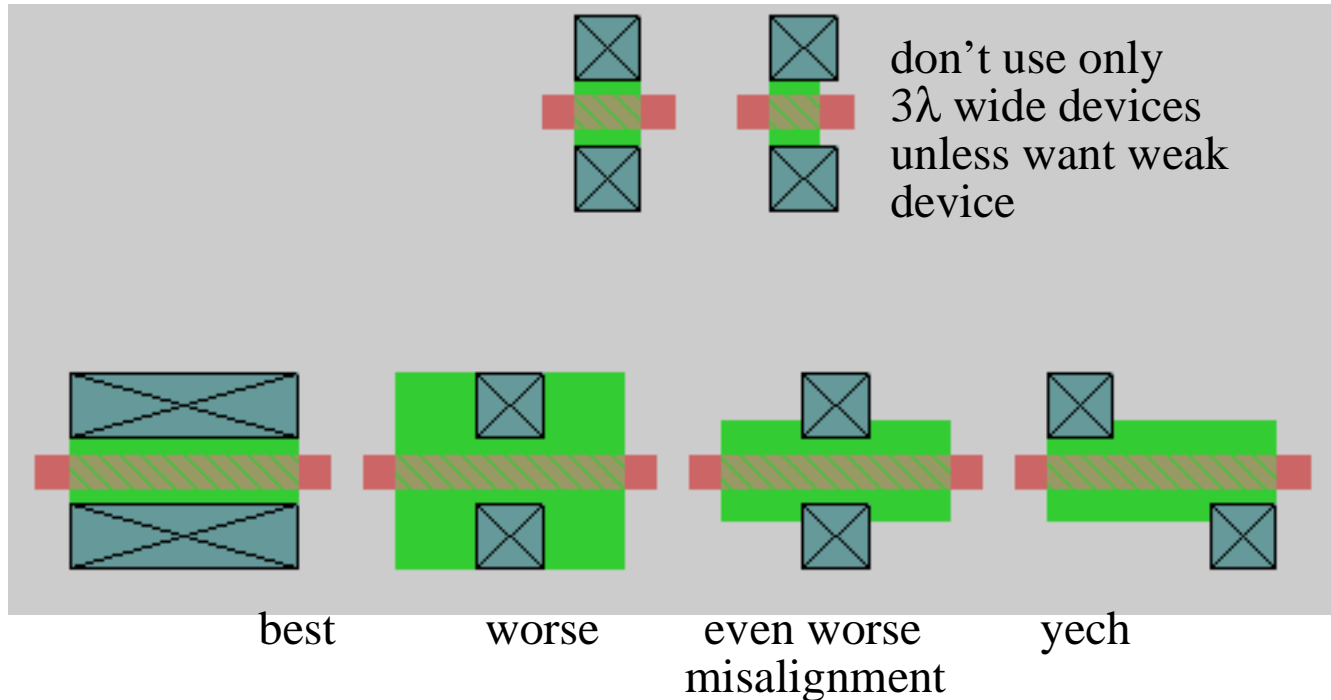 don’t use only
3λ wide devices
unless want weak
device
best worse even worse yech
misalignment